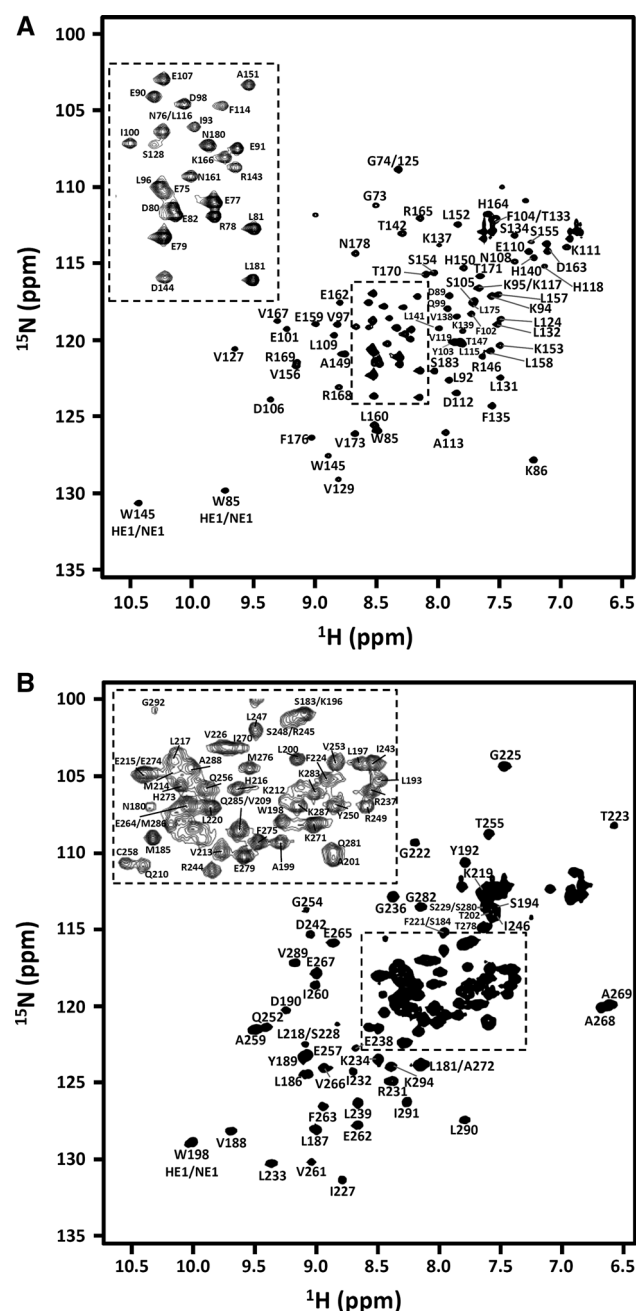 A
100
105
110
115
120
125
130
135
15N (ppm)
E107
A151
E90
D98
F114
N76/L116
I93
I100
N180
E91
S128
K166
R143
L96
E75
N161
D80
E77
E82
R78
L81
E79
D144
L181
G74/125
G73
R165
L152
H164
F104/T133
T142
K137
S134
S155
N178
S154
H150
E110
N108
K111
T170
T171
H140
D163
H118
D89
S105
K95/K117
Q99
L175
L157
V167
E162
L141
V138
K94
E159
V97
K139
F102
L124
E101
V119
T147
L132
L109
Y103
L115
K153
V127
R169
A149
S183
R146
L158
V156
L92
L131
R168
D112
D106
F135
L160
F176
V173
W85
A113
W145
K86
V129
W145
HE1/NE1
W85
HE1/NE1
10.5 10.0 9.5 9.0 8.5 8.0 7.5 7.0 6.5
1H (ppm)
B
100
105
110
115
120
125
130
135
15N (ppm)
G292
S183/K196
L247
S248/R245
V226
I270
L217
L200
V253
L197
I243
E215/E274
A288
M276
F224
M214
Q256
H216
K283
L193
H273
K212
R237
N180
Q285/V209
W198
K287
Y250
R249
E264/M286
L220
M185
F275
K271
V213
Q281
C258
E279
A199
A201
Q210
R244
G225
T223
T255
G222
Y192
K219
G236
G282
S229/S280
S194
G254
T202
F221/S184
T278
I246
D242
E265
V289
E267
I260
D190
Q252
A269
A259
L218/S228
E238
A268
Y189
E257
K234
L181/A272
L186
V266
I232
K294
R231
F263
L239
I291
L290
L187
E262
V188
W198
HE1/NE1
L233
V261
I227
10.5 10.0 9.5 9.0 8.5 8.0 7.5 7.0 6.5
1H (ppm)